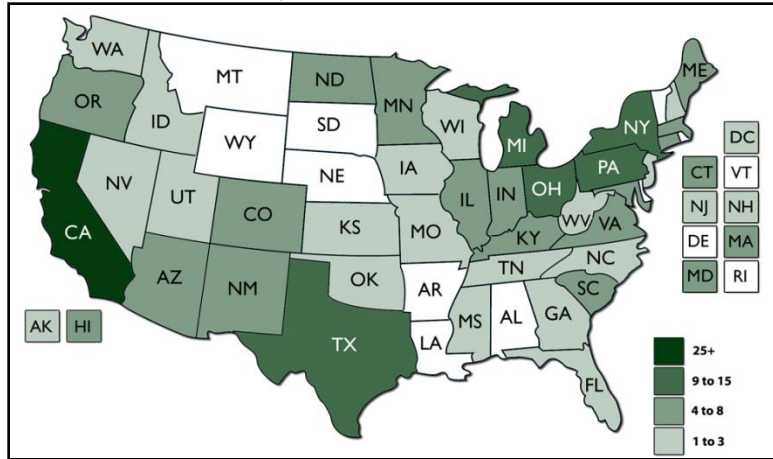 WA
MT
ND
MN
ME
OR
ID
SD
WI
MI
NY
WY
DC
CT
VT
NE
IA
PA
NV
UT
IL
IN
OH
NJ
NH
CA
CO
KS
MO
WV
VA
DE
MA
KY
MD
RI
NC
TN
OK
AZ
NM
AR
SC
AK
HI
MS
AL
GA
TX
LA
FL
25+
9 to 15
4 to 8
1 to 3